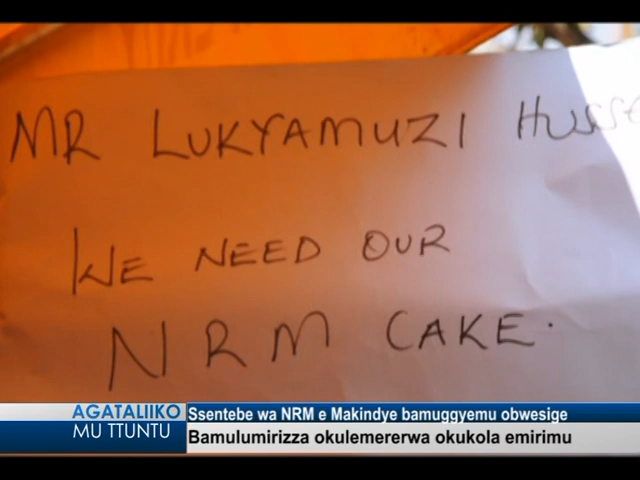 MR LUKYAMUZI HUSSE
WE NEED OUR
NRM CAKE.
AGATALIIKO
MU TTUNTU
Ssentebe wa NRM e Makindye bamuggyemu obwesige
Bamulumirizza okulemererwa okukola emirimu